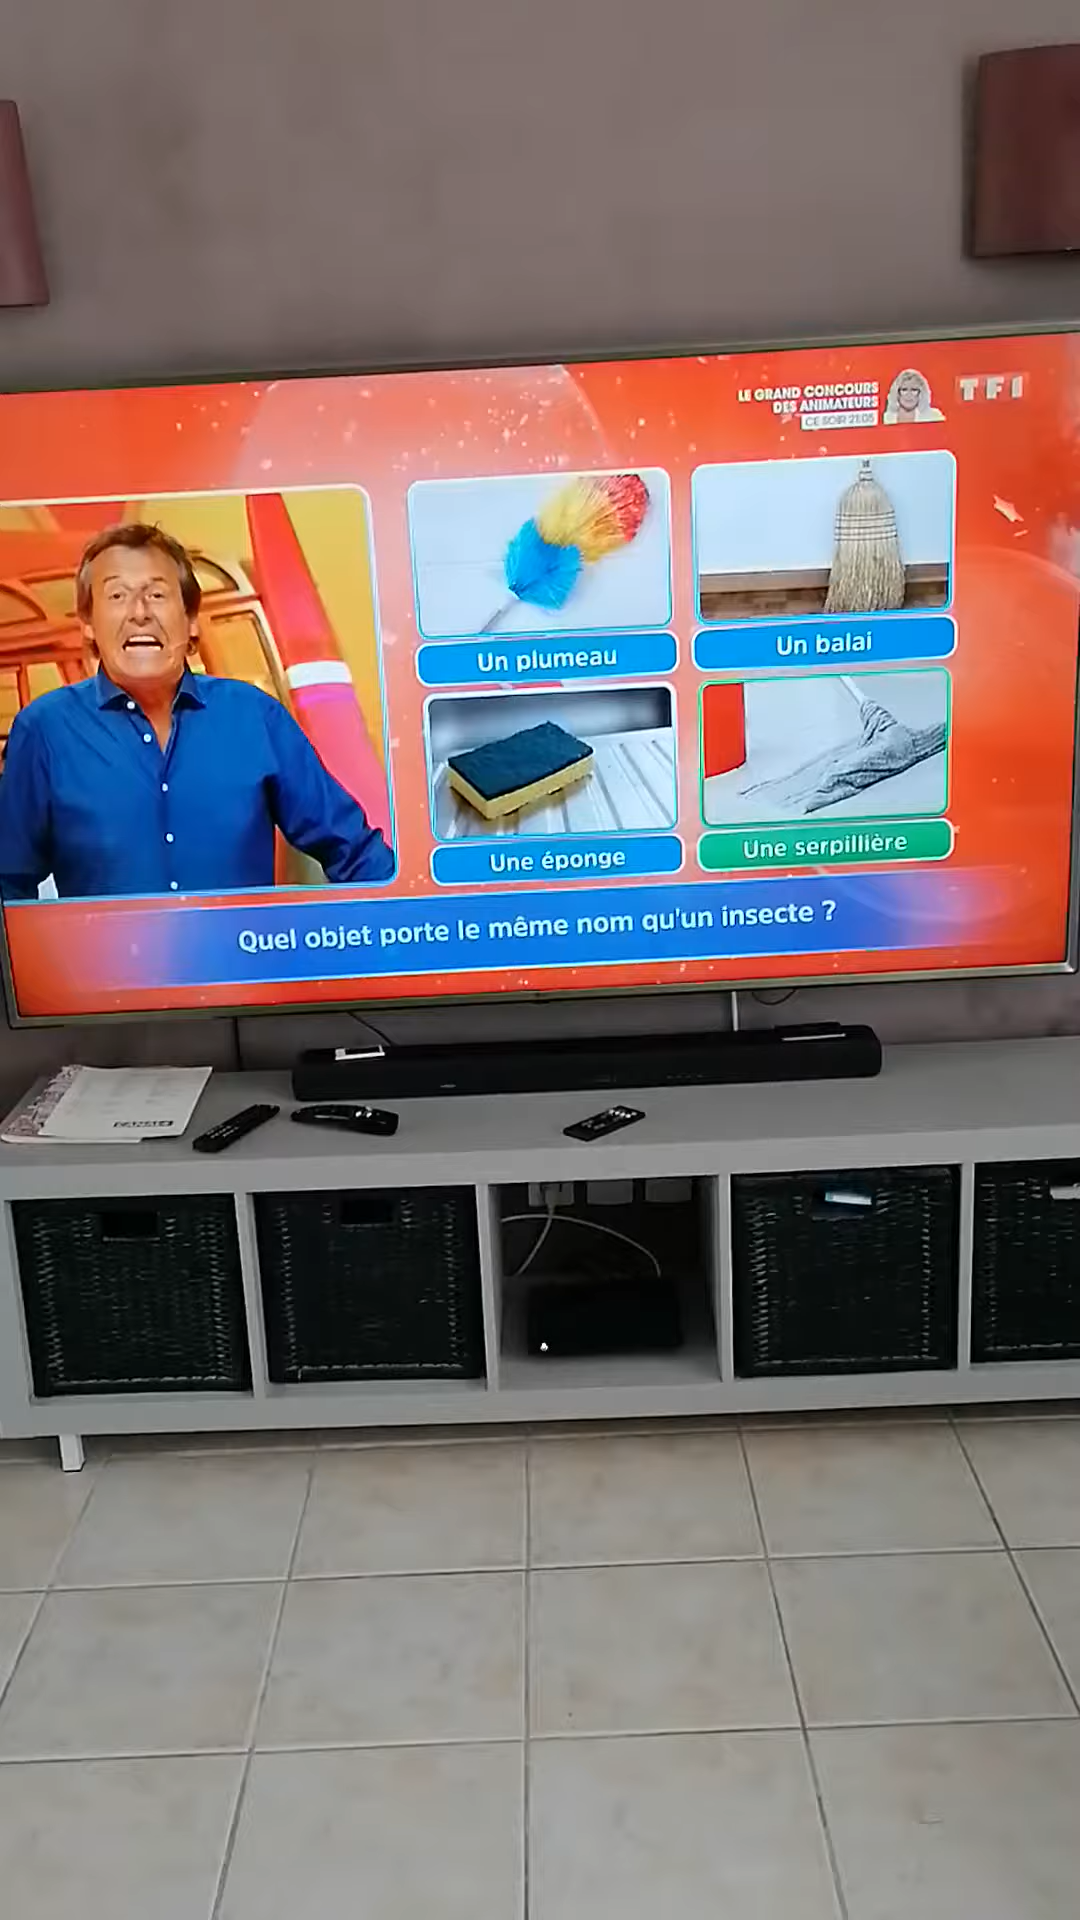 LE GRAND CONCOURS
DES ANIMATEURS
CE SOIR 21:05
TF1
Un plumeau
Un balai
Une éponge
Une serpillière
Quel objet porte le même nom qu'un insecte ?
CANAL+